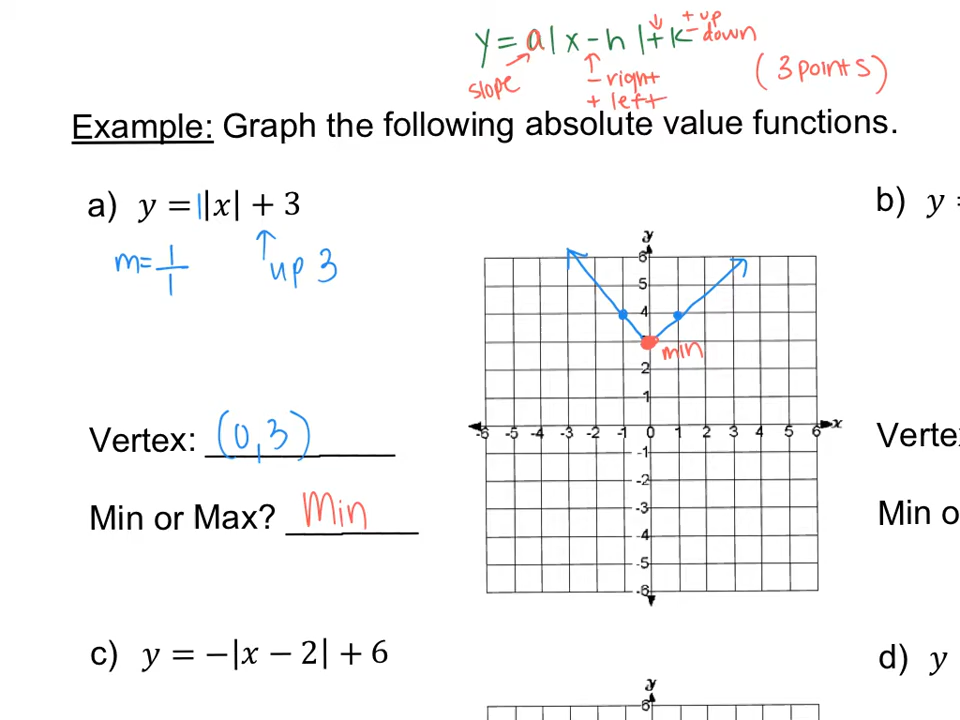 y = a|x - h| + k + up
- down
slope
- right
+ left
(3 points)
Example: Graph the following absolute value functions.
a) y = 1|x| + 3
b) y =
m = 1/1
up 3
y
6
5
4
3
min
2
1
-6 -5 -4 -3 -2 -1 0 1 2 3 4 5 6 x
-1
-2
-3
-4
-5
-6
Vertex: (0,3)
Verte
Min or Max? Min
Min o
c) y = −|x − 2| + 6
d) y
y
6